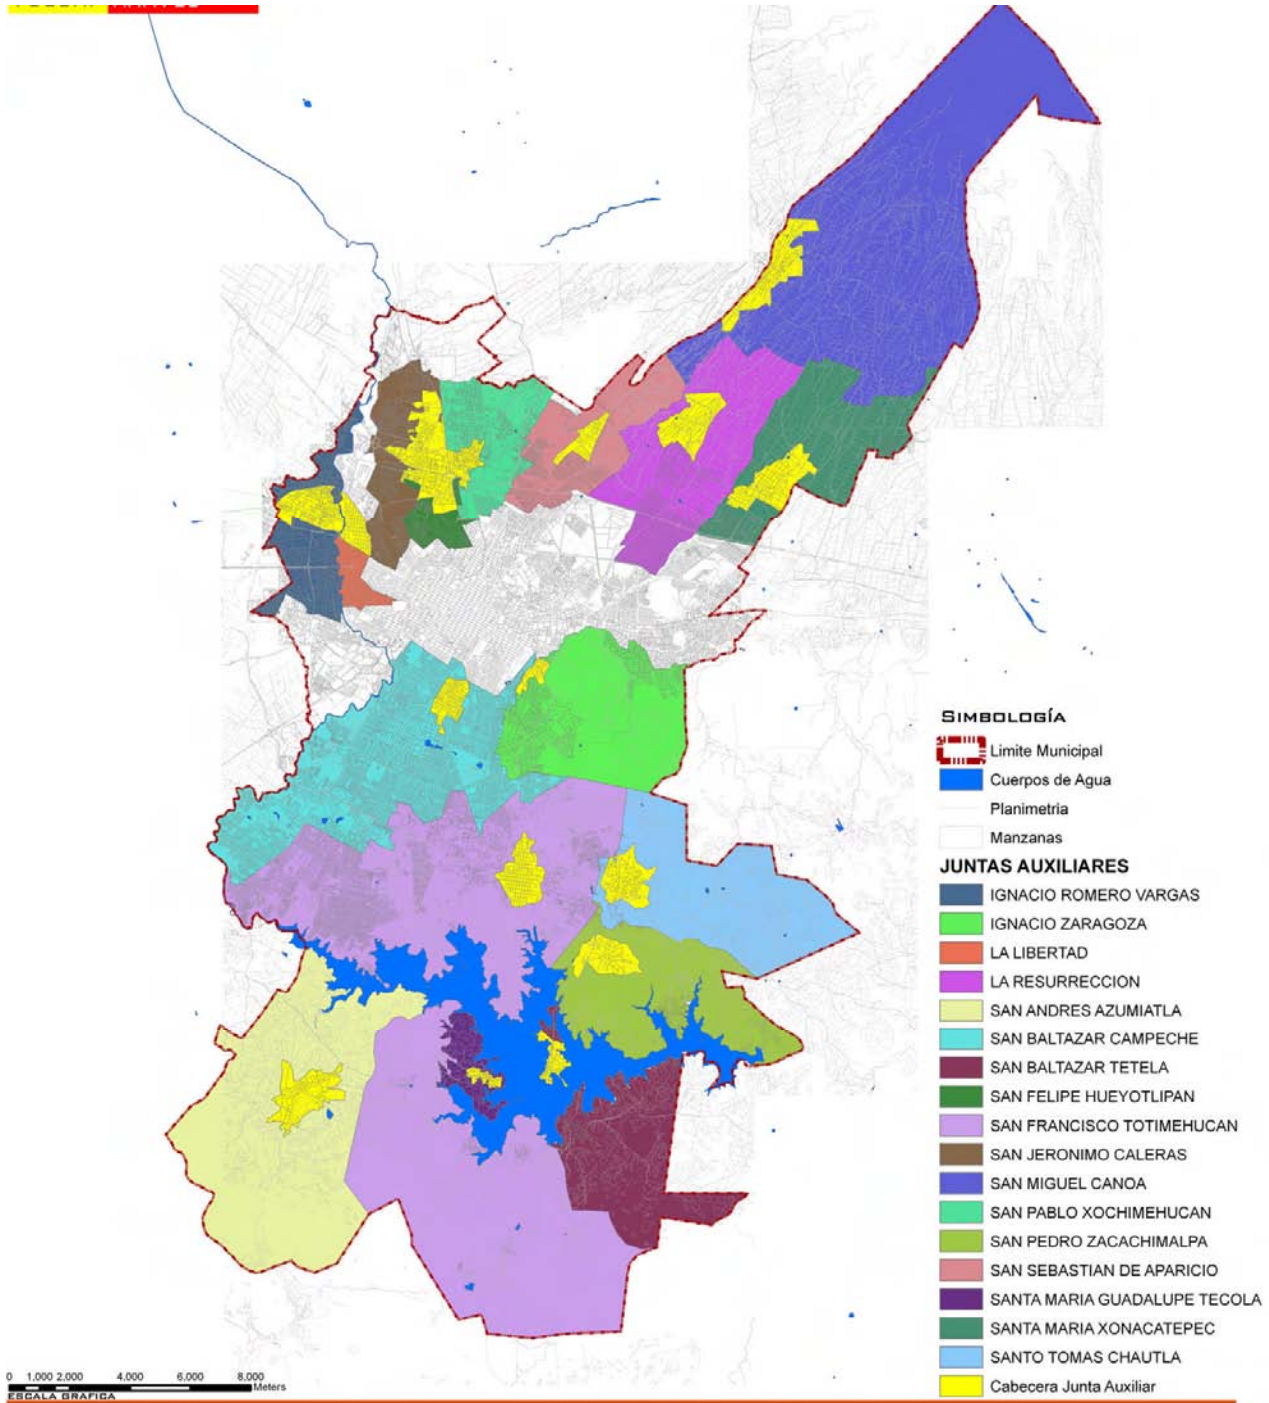 SIMBOLOGÍA
Limite Municipal
Cuerpos de Agua
Planimetria
Manzanas
JUNTAS AUXILIARES
IGNACIO ROMERO VARGAS
IGNACIO ZARAGOZA
LA LIBERTAD
LA RESURRECCION
SAN ANDRES AZUMIATLA
SAN BALTAZAR CAMPECHE
SAN BALTAZAR TETELA
SAN FELIPE HUEYOTLIPAN
SAN FRANCISCO TOTIMEHUCAN
SAN JERONIMO CALERAS
SAN MIGUEL CANOA
SAN PABLO XOCHIMEHUCAN
SAN PEDRO ZACACHIMALPA
SAN SEBASTIAN DE APARICIO
SANTA MARIA GUADALUPE TECOLA
SANTA MARIA XONACATEPEC
SANTO TOMAS CHAUTLA
Cabecera Junta Auxiliar
0 1,000 2,000 4,000 6,000 8,000
Meters
ESCALA GRAFICA